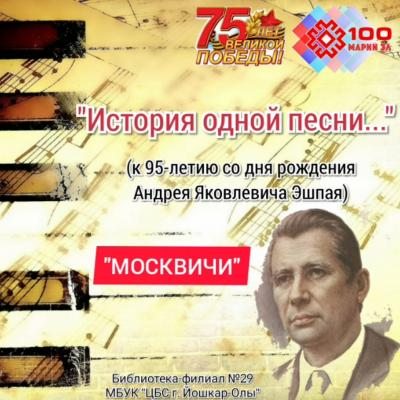 75 ЛЕТ
ВЕЛИКОЙ
ПОБЕДЫ!
100
МАРИЙ ЭЛ
"История одной песни..."
(к 95-летию со дня рождения
Андрея Яковлевича Эшпая)
"МОСКВИЧИ"
Библиотека-филиал №29
МБУК "ЦБС г. Йошкар-Олы"